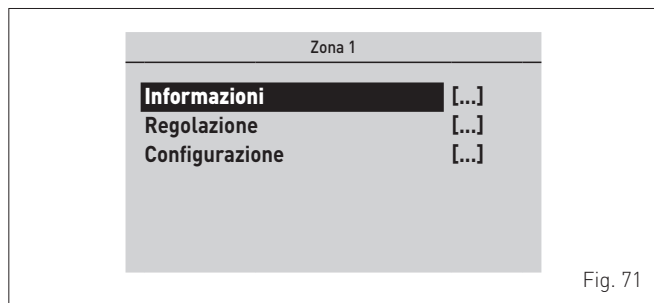 Zona 1
Informazioni [...]
Regolazione [...]
Configurazione [...]
Fig. 71